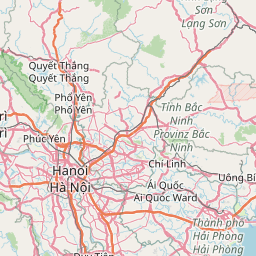 Sơn
Lạng Sơn
Quyết Thắng
Quyết Thắng
Phổ Yên
Phổ Yên
Tỉnh Bắc
Ninh
Provinz Bắc
Ninh
Phúc Yên
Chí Linh
Hanoi
Hà Nội
Ái Quốc
Ai Quoc Ward
Uông Bí
Thành phố
Hải Phòng
Hải Phòng